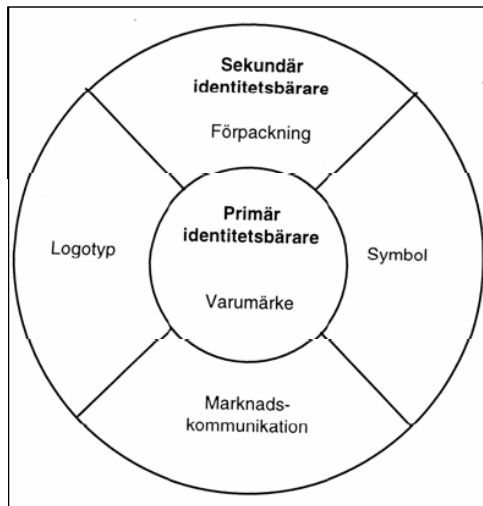 Sekundär
identitetsbärare
Förpackning
Primär
identitetsbärare
Logotyp
Symbol
Varumärke
Marknads-
kommunikation